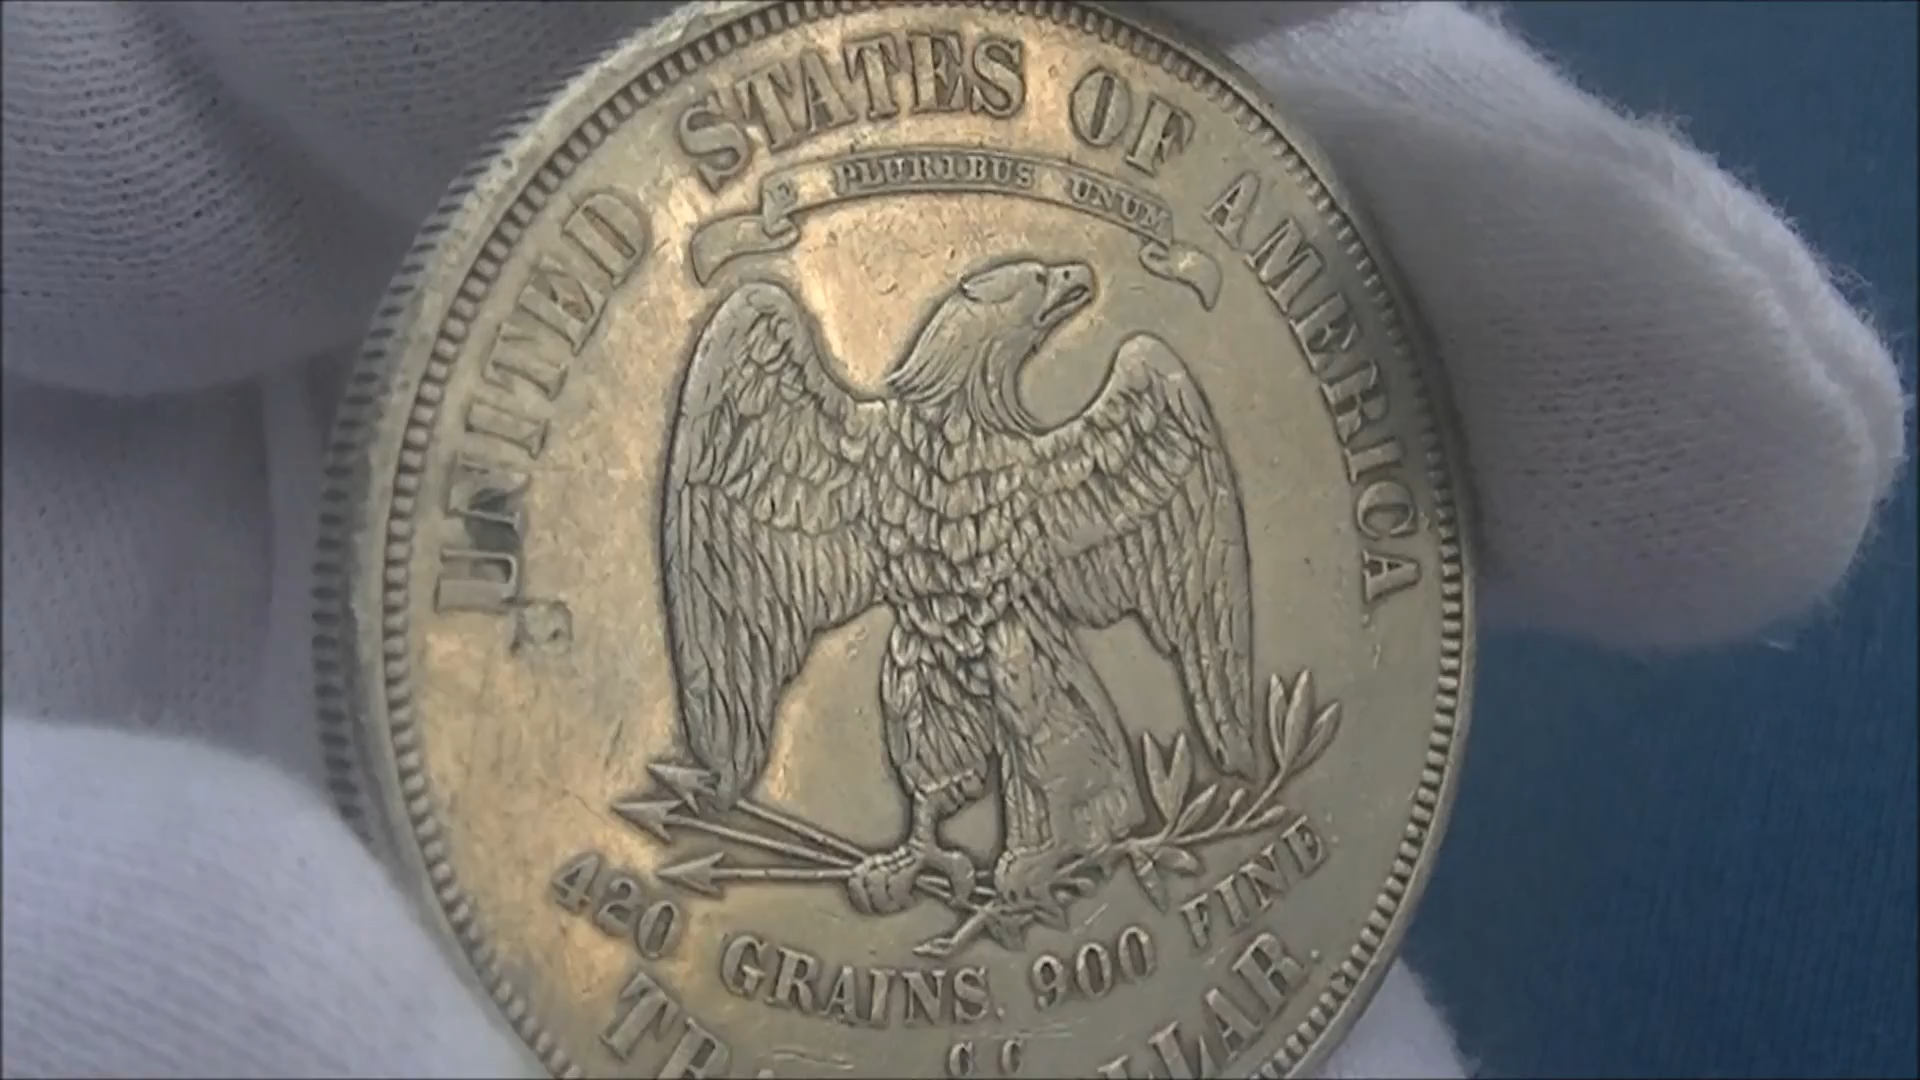 UNITED STATES OF AMERICA
E PLURIBUS UNUM
420 GRAINS. 900 FINE.
CC